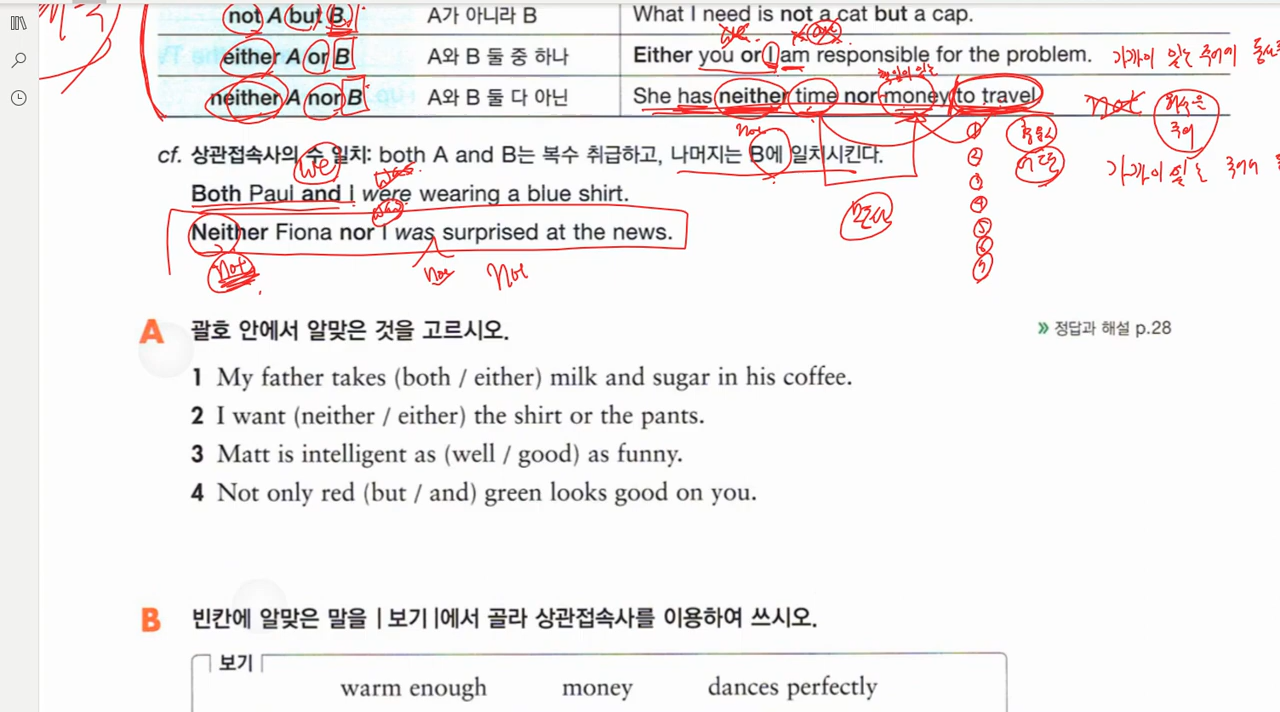 not A but B A가 아니라 B What I need is not a cat but a cap.
either A or B A와 B 둘 중 하나 Either you or I am responsible for the problem. 가까이 있는 주어에
neither A nor B A와 B 둘 다 아닌 She has neither time nor money to travel. not
cf. 상관접속사의 수 일치: both A and B는 복수 취급하고, 나머지는 B에 일치시킨다.
we
가까이 있는 주어에
Both Paul and I were wearing a blue shirt.
was
Neither Fiona nor I was surprised at the news.
not
not
A 괄호 안에서 알맞은 것을 고르시오. » 정답과 해설 p.28
1 My father takes (both / either) milk and sugar in his coffee.
2 I want (neither / either) the shirt or the pants.
3 Matt is intelligent as (well / good) as funny.
4 Not only red (but / and) green looks good on you.
B 빈칸에 알맞은 말을 |보기|에서 골라 상관접속사를 이용하여 쓰시오.
보기
warm enough money dances perfectly